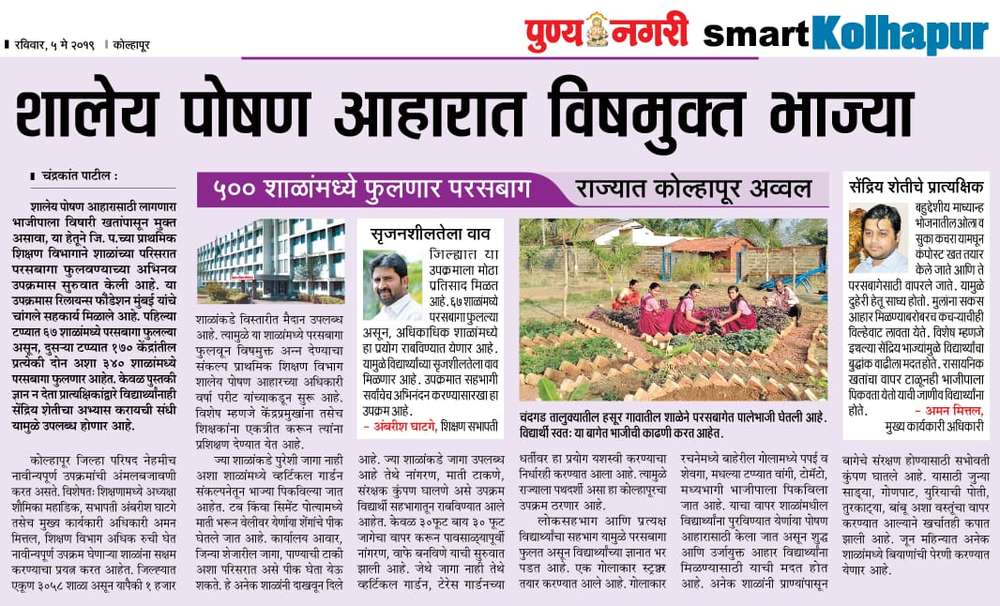 रविवार, ५ मे २०१९ | कोल्हापूर
पुण्य नगरी smart Kolhapur
शालेय पोषण आहारात विषमुक्त भाज्या
चंद्रकांत पाटील :
शालेय पोषण आहारासाठी लागणारा
भाजीपाला विषारी खतांपासून मुक्त
असावा, या हेतूने जि. प.च्या प्राथमिक
शिक्षण विभागाने शाळांच्या परिसरात
परसबागा फुलवण्याच्या अभिनव
उपक्रमास सुरुवात केली आहे. या
उपक्रमास रिलायन्स फौंडेशन मुंबई यांचे
चांगले सहकार्य मिळाले आहे. पहिल्या
टप्प्यात ६७ शाळांमध्ये परसबागा फुलल्या
असून, दुसऱ्या टप्प्यात १७० केंद्रांतील
प्रत्येकी दोन अशा ३४० शाळांमध्ये
परसबागा फुलणार आहेत. केवळ पुस्तकी
ज्ञान न देता प्रात्यक्षिकांद्वारे विद्यार्थ्यांनाही
सेंद्रिय शेतीचा अभ्यास करायची संधी
यामुळे उपलब्ध होणार आहे.
कोल्हापूर जिल्हा परिषद नेहमीच
नावीन्यपूर्ण उपक्रमांची अंमलबजावणी
करत असते. विशेषतः शिक्षणामध्ये अध्यक्षा
शौमिका महाडिक, सभापती अंबरीश घाटगे
तसेच मुख्य कार्यकारी अधिकारी अमन
मित्तल, शिक्षण विभाग अधिक रुची घेत
नावीन्यपूर्ण उपक्रम घेणाऱ्या शाळांना सक्षम
करण्याचा प्रयत्न करत आहेत. जिल्ह्यात
एकूण ३०५८ शाळा असून यापैकी १ हजार
५०० शाळांमध्ये फुलणार परसबाग
राज्यात कोल्हापूर अव्वल
शाळांकडे विस्तारीत मैदान उपलब्ध
आहे. त्यामुळे या शाळांमध्ये परसबागा
फुलवून विषमुक्त अन्न देण्याचा
संकल्प प्राथमिक शिक्षण विभाग
शालेय पोषण आहारच्या अधिकारी
वर्षा परीट यांच्याकडून सुरू आहे.
विशेष म्हणजे केंद्रप्रमुखांना तसेच
शिक्षकांना एकत्रीत करून त्यांना
प्रशिक्षण देण्यात येत आहे.
ज्या शाळांकडे पुरेशी जागा नाही
अशा शाळांमध्ये व्हर्टिकल गार्डन
संकल्पनेतून भाज्या पिकविल्या जात
आहेत. टब किंवा सिमेंट पोत्यामध्ये
माती भरून वेलीवर येणाया शेंगांचे पीक
घेतले जात आहे. कार्यालय आवार,
जिन्या शेजारील जागा, पाण्याची टाकी
अशा परिसरात असे पीक घेता येऊ
शकते. हे अनेक शाळांनी दाखवून दिले
सृजनशीलतेला वाव
जिल्ह्यात या
उपक्रमाला मोठा
प्रतिसाद मिळत
आहे. ६७ शाळांमध्ये
परसबागा फुलल्या
असून, अधिकाधिक शाळांमध्ये
हा प्रयोग राबविण्यात येणार आहे.
यामुळे विद्यार्थ्यांच्या सृजशीलतेला वाव
मिळणार आहे. उपक्रमात सहभागी
सर्वांचेच अभिनंदन करण्यासारखा हा
उपक्रम आहे.
– अंबरीश घाटगे, शिक्षण सभापती
आहे. ज्या शाळांकडे जागा उपलब्ध
आहे तेथे नांगरण, माती टाकणे,
संरक्षक कुंपण घालणे असे उपक्रम
विद्यार्थी सहभागातून राबविण्यात आले
आहेत. केवळ ३०फूट बाय ३० फूट
जागेचा वापर करून पावसाळ्यापूर्वी
नांगरण, वाफे बनविणे याची सुरुवात
झाली आहे. जेथे जागा नाही तेथे
व्हर्टिकल गार्डन, टेरेस गार्डनच्या
चंदगड तालुक्यातील हसूर गावातील शाळेने परसबागेत पालेभाजी घेतली आहे.
विद्यार्थी स्वतः या बागेत भाजीची काढणी करत आहेत.
धर्तीवर हा प्रयोग यशस्वी करण्याचा
निर्धारही करण्यात आला आहे. त्यामुळे
राज्याला पथदर्शी असा हा कोल्हापूरचा
उपक्रम ठरणार आहे.
लोकसहभाग आणि प्रत्यक्ष
विद्यार्थ्यांचा सहभाग यामुळे परसबागा
फुलत असून विद्यार्थ्यांच्या ज्ञानात भर
पडत आहे. एक गोलाकार स्ट्रक्चर
तयार करण्यात आले आहे. गोलाकार
रचनेमध्ये बाहेरील गोलामध्ये पपई व
शेवगा, मधल्या टप्प्यात वांगी, टोमॅटो,
मध्यभागी भाजीपाला पिकविला
जात आहे. याचा वापर शाळांमधील
विद्यार्थ्यांना पुरविण्यात येर्णाया पोषण
आहारासाठी केला जात असून शुद्ध
आणि उर्जायुक्त आहार विद्यार्थ्यांना
मिळण्यासाठी याची मदत होत
आहे. अनेक शाळांनी प्राण्यांपासून
सेंद्रिय शेतीचे प्रात्यक्षिक
बहुद्देशीय माध्यान्ह
भोजनातील ओला व
सुका कचरा यामधून
कंपोस्ट खत तयार
केले जाते आणि ते
परसबागेसाठी वापरले जाते. यामुळे
दुहेरी हेतू साध्य होतो. मुलांना सकस
आहार मिळण्याबरोबरच कचऱ्याचीही
विल्हेवाट लावता येते. विशेष म्हणजे
इथल्या सेंद्रिय भाज्यांमुळे विद्यार्थ्यांचा
बुद्धांक वाढीला मदत होते. रासायनिक
खतांचा वापर टाळूनही भाजीपाला
पिकवता येतो याची जाणीव विद्यार्थ्यांना
होते. – अमन मित्तल,
मुख्य कार्यकारी अधिकारी
बागेचे संरक्षण होण्यासाठी सभोवती
कुंपण घातले आहे. यासाठी जुन्या
साड्या, गोणपाट, युरियाची पोती,
तुरकाट्या, बांबू अशा वस्तूंचा वापर
करण्यात आल्याने खर्चातही कपात
झाली आहे. जून महिन्यात अनेक
शाळांमध्ये बियाणांची पेरणी करण्यात
येणार आहे.